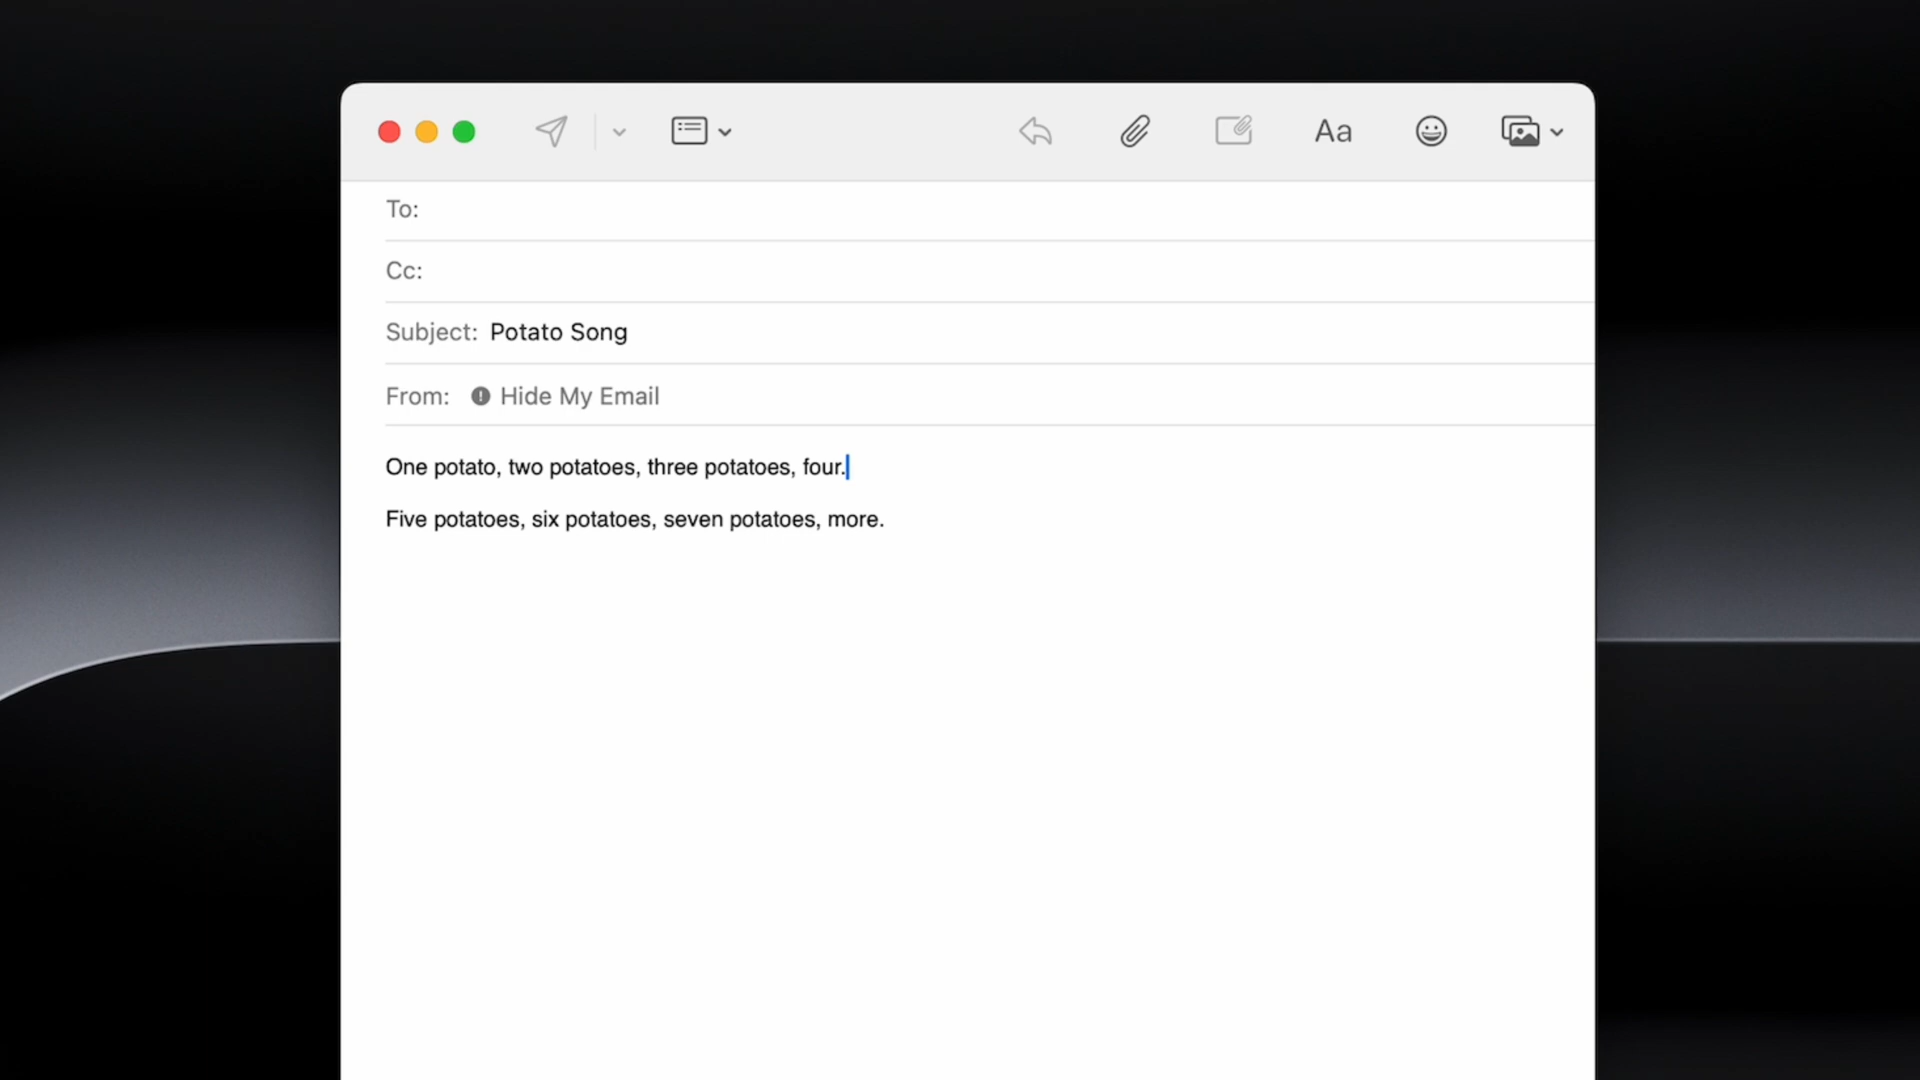 Aa
To:
Cc:
Subject: Potato Song
From: Hide My Email
One potato, two potatoes, three potatoes, four.
Five potatoes, six potatoes, seven potatoes, more.